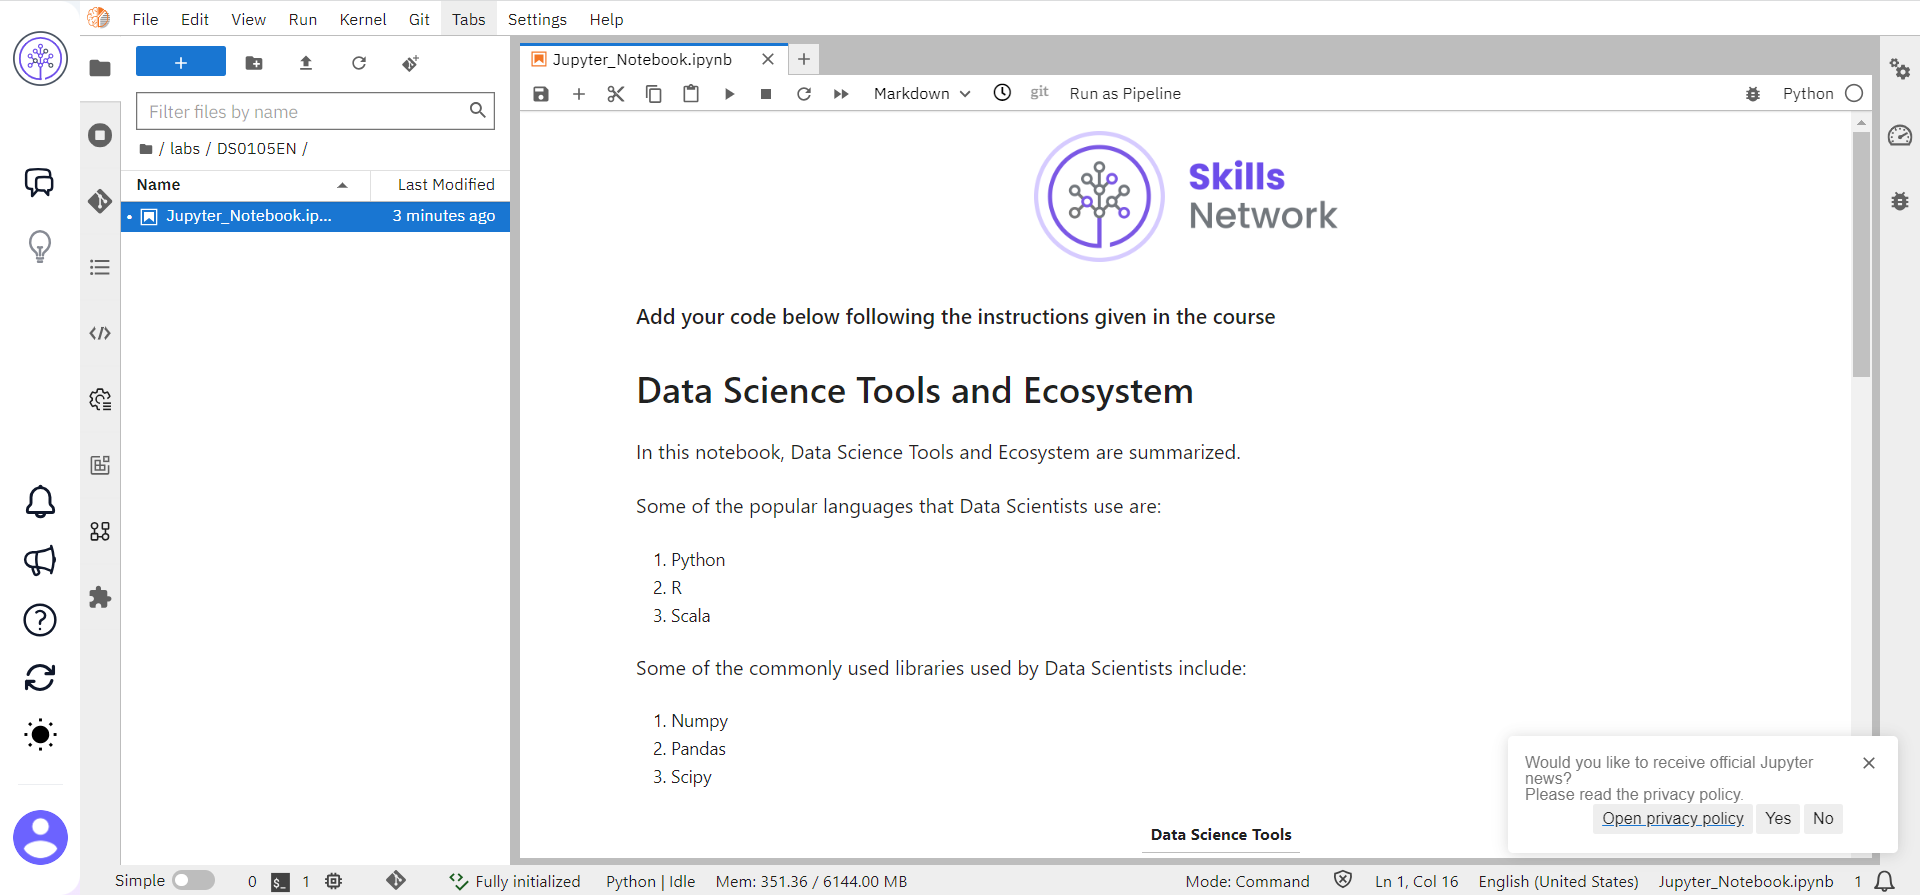 File Edit View Run Kernel Git Tabs Settings Help
+
Filter files by name
/ labs / DS0105EN /
Name Last Modified
Jupyter_Notebook.ip... 3 minutes ago
Jupyter_Notebook.ipynb
Markdown git Run as Pipeline Python
Skills
Network
Add your code below following the instructions given in the course
Data Science Tools and Ecosystem
In this notebook, Data Science Tools and Ecosystem are summarized.
Some of the popular languages that Data Scientists use are:
1. Python
2. R
3. Scala
Some of the commonly used libraries used by Data Scientists include:
1. Numpy
2. Pandas
3. Scipy
Data Science Tools
Would you like to receive official Jupyter
news?
Please read the privacy policy.
Open privacy policy Yes No
Simple 0 $_ 1 Fully initialized Python | Idle Mem: 351.36 / 6144.00 MB Mode: Command Ln 1, Col 16 English (United States) Jupyter_Notebook.ipynb 1